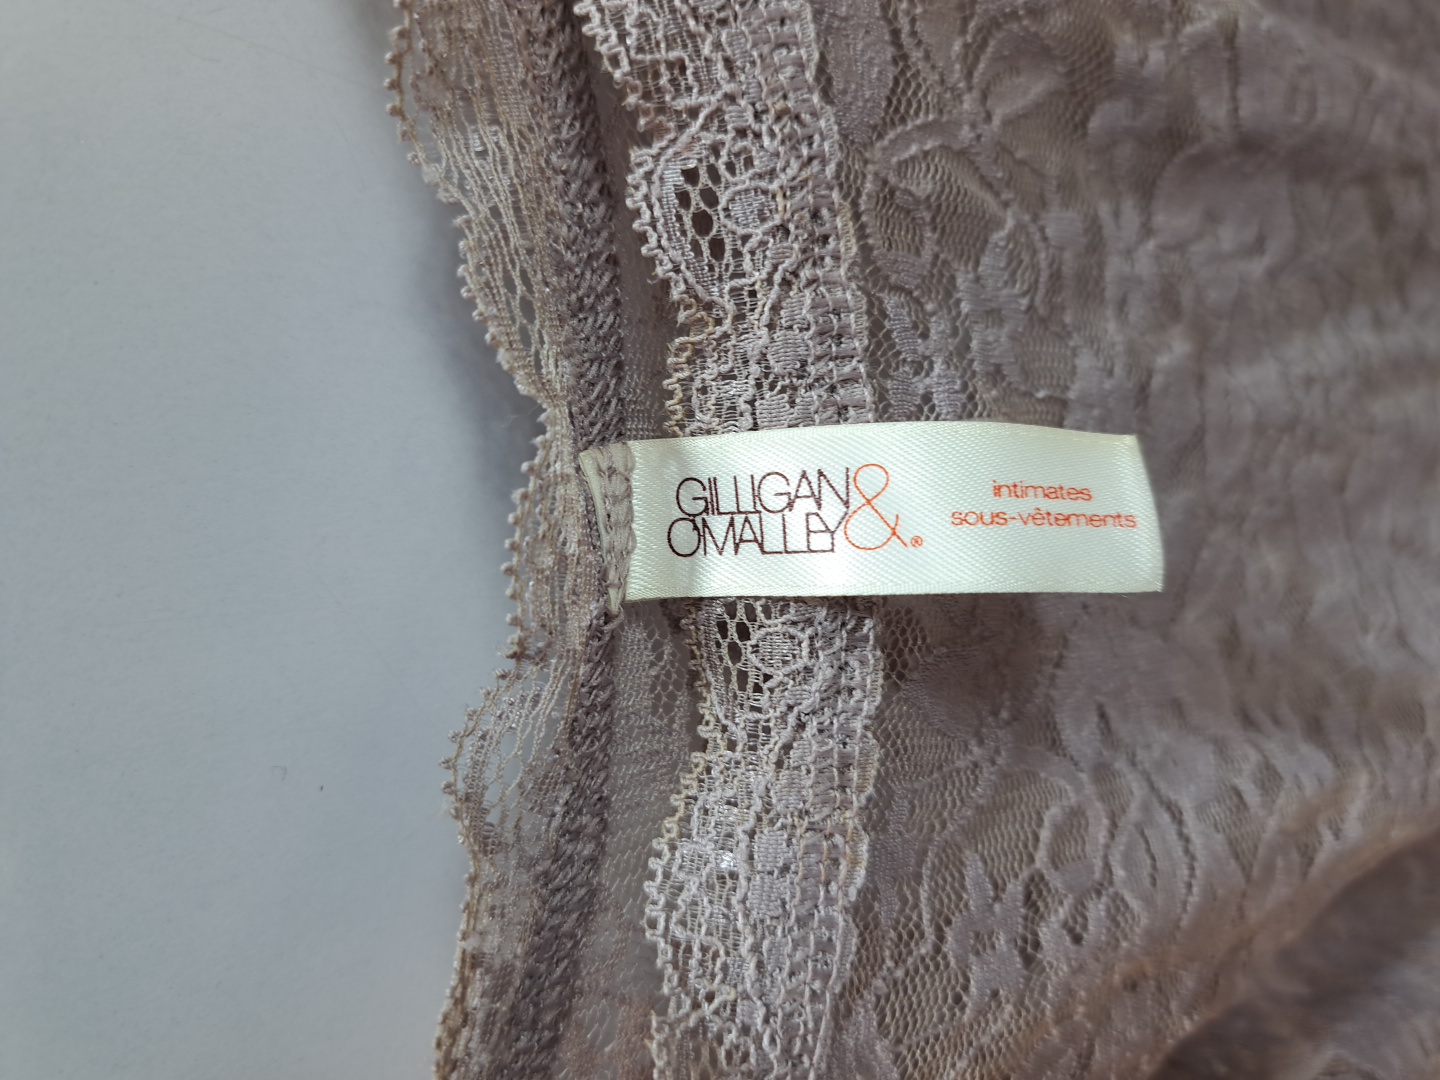 GILLIGAN &
O'MALLEY ®
intimates
sous-vêtements